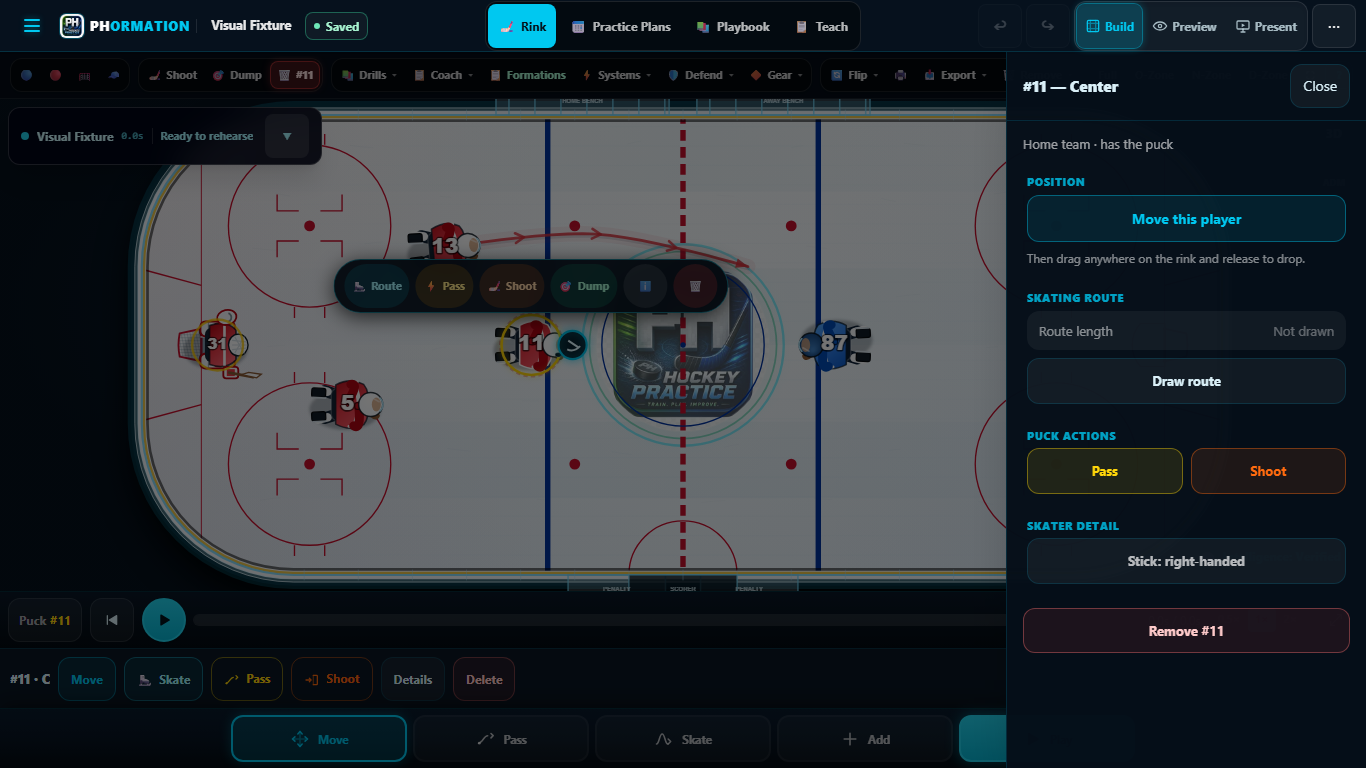 PH PHORMATION Visual Fixture Saved Rink Practice Plans Playbook Teach Build Preview Present ...
Shoot Dump #11 Drills Coach Formations Systems Defend Gear Flip Export
HOME BENCH AWAY BENCH
#11 — Center Close
Visual Fixture 0.0s Ready to rehearse
Home team · has the puck
POSITION
Move this player
Then drag anywhere on the rink and release to drop.
13
Route Pass Shoot Dump
SKATING ROUTE
Route length Not drawn
31 11 87
Draw route
HOCKEY
PRACTICE
TRAIN. PLAY. IMPROVE.
5
PUCK ACTIONS
Pass Shoot
SKATER DETAIL
Stick: right-handed
PENALTY SCORER PENALTY
Puck #11
Remove #11
#11 · C Move Skate Pass Shoot Details Delete
Move Pass Skate Add